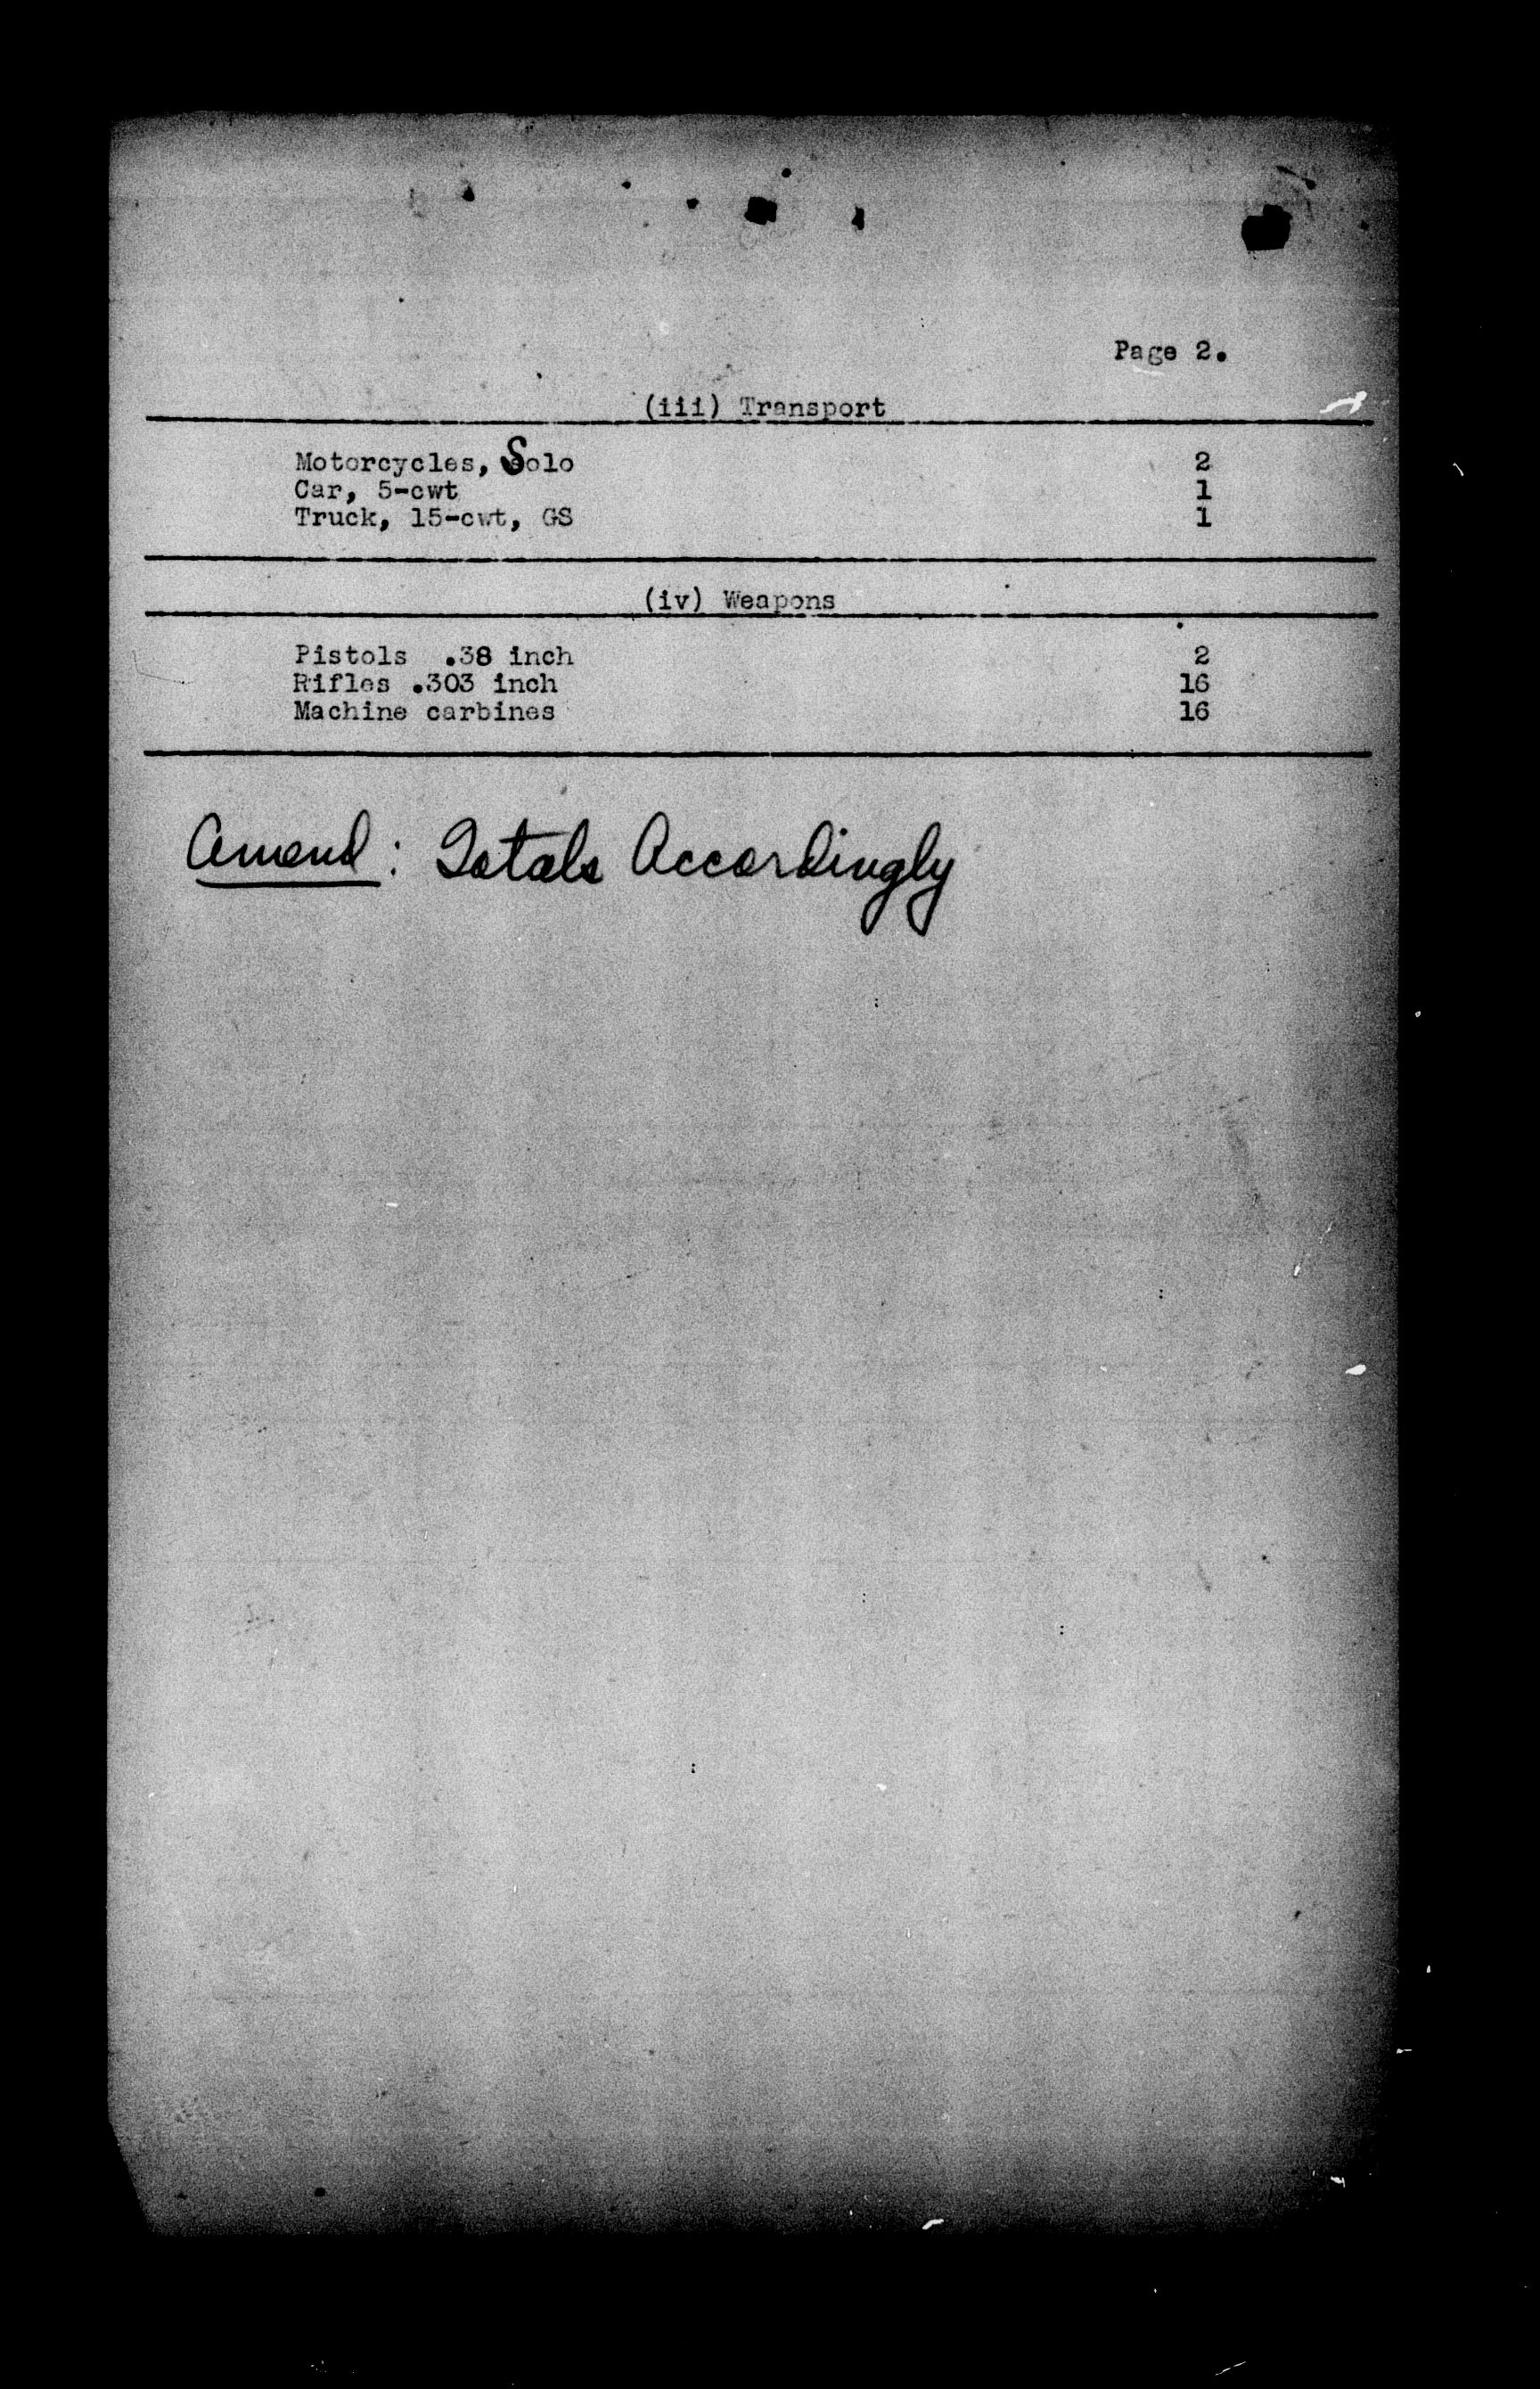 Page 2.
(iii) Transport
Motorcycles, Solo 2
Car, 5-cwt 1
Truck, 15-cwt, GS 1
(iv) Weapons
Pistols .38 inch 2
Rifles .303 inch 16
Machine carbines 16
Amend: Totals Accordingly